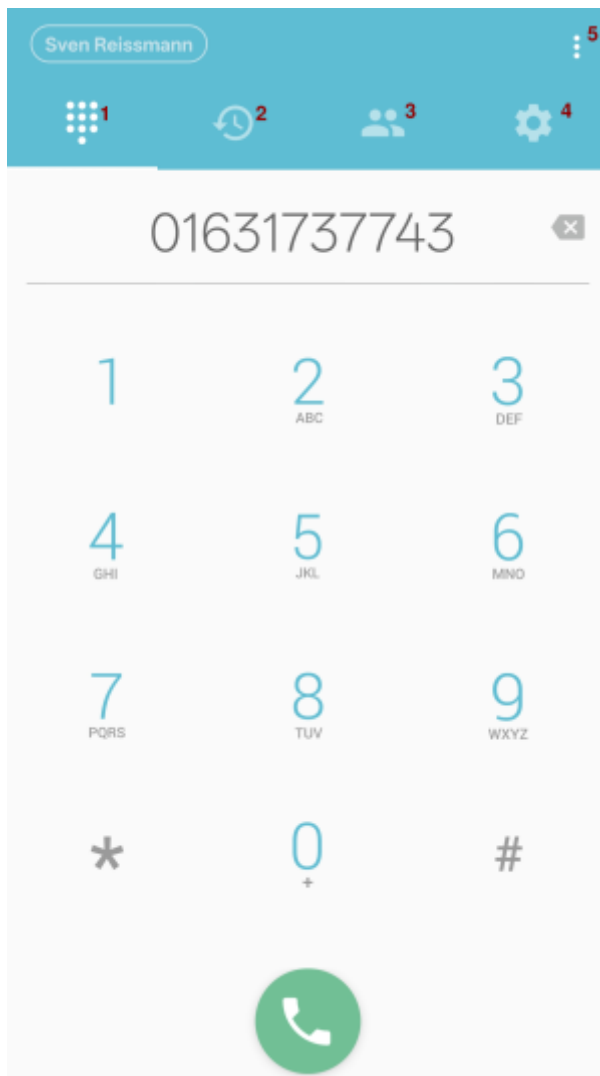 Sven Reissmann 5
1 2 3 4
01631737743
1 2 3
ABC DEF
4 5 6
GHI JKL MNO
7 8 9
PQRS TUV WXYZ
* 0 #
+